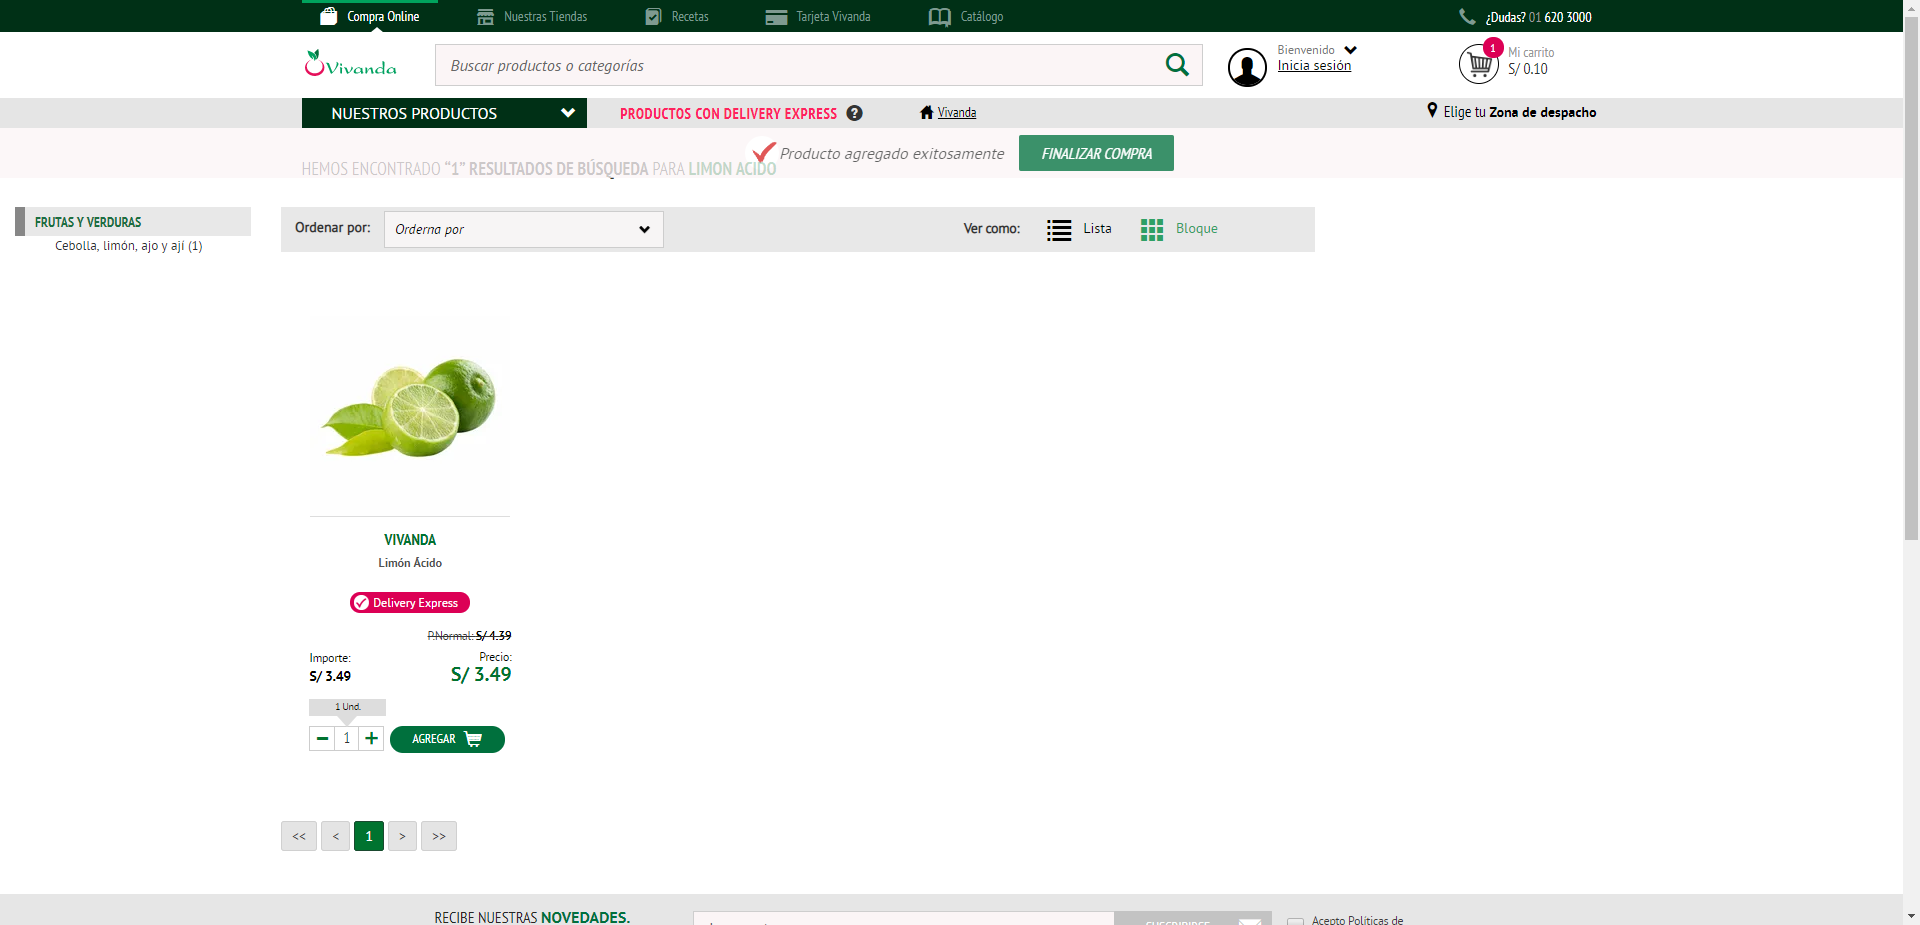 Compra Online
Nuestras Tiendas
Recetas
Tarjeta Vivanda
Catálogo
¿Dudas? 01 620 3000
Vivanda
Buscar productos o categorías
Bienvenido
Inicia sesión
1
Mi carrito
S/ 0.10
NUESTROS PRODUCTOS
PRODUCTOS CON DELIVERY EXPRESS ?
Vivanda
Elige tu Zona de despacho
Producto agregado exitosamente
FINALIZAR COMPRA
HEMOS ENCONTRADO “1” RESULTADOS DE BÚSQUEDA PARA LIMON ACIDO
FRUTAS Y VERDURAS
Cebolla, limón, ajo y ají (1)
Ordenar por:
Orderna por
Ver como:
Lista
Bloque
VIVANDA
Limón Ácido
Delivery Express
P.Normal: S/ 4.39
Importe:
Precio:
S/ 3.49
S/ 3.49
1 Und.
1
AGREGAR
<< < 1 > >>
RECIBE NUESTRAS NOVEDADES.
SUSCRIBIRSE
Acepto Políticas de